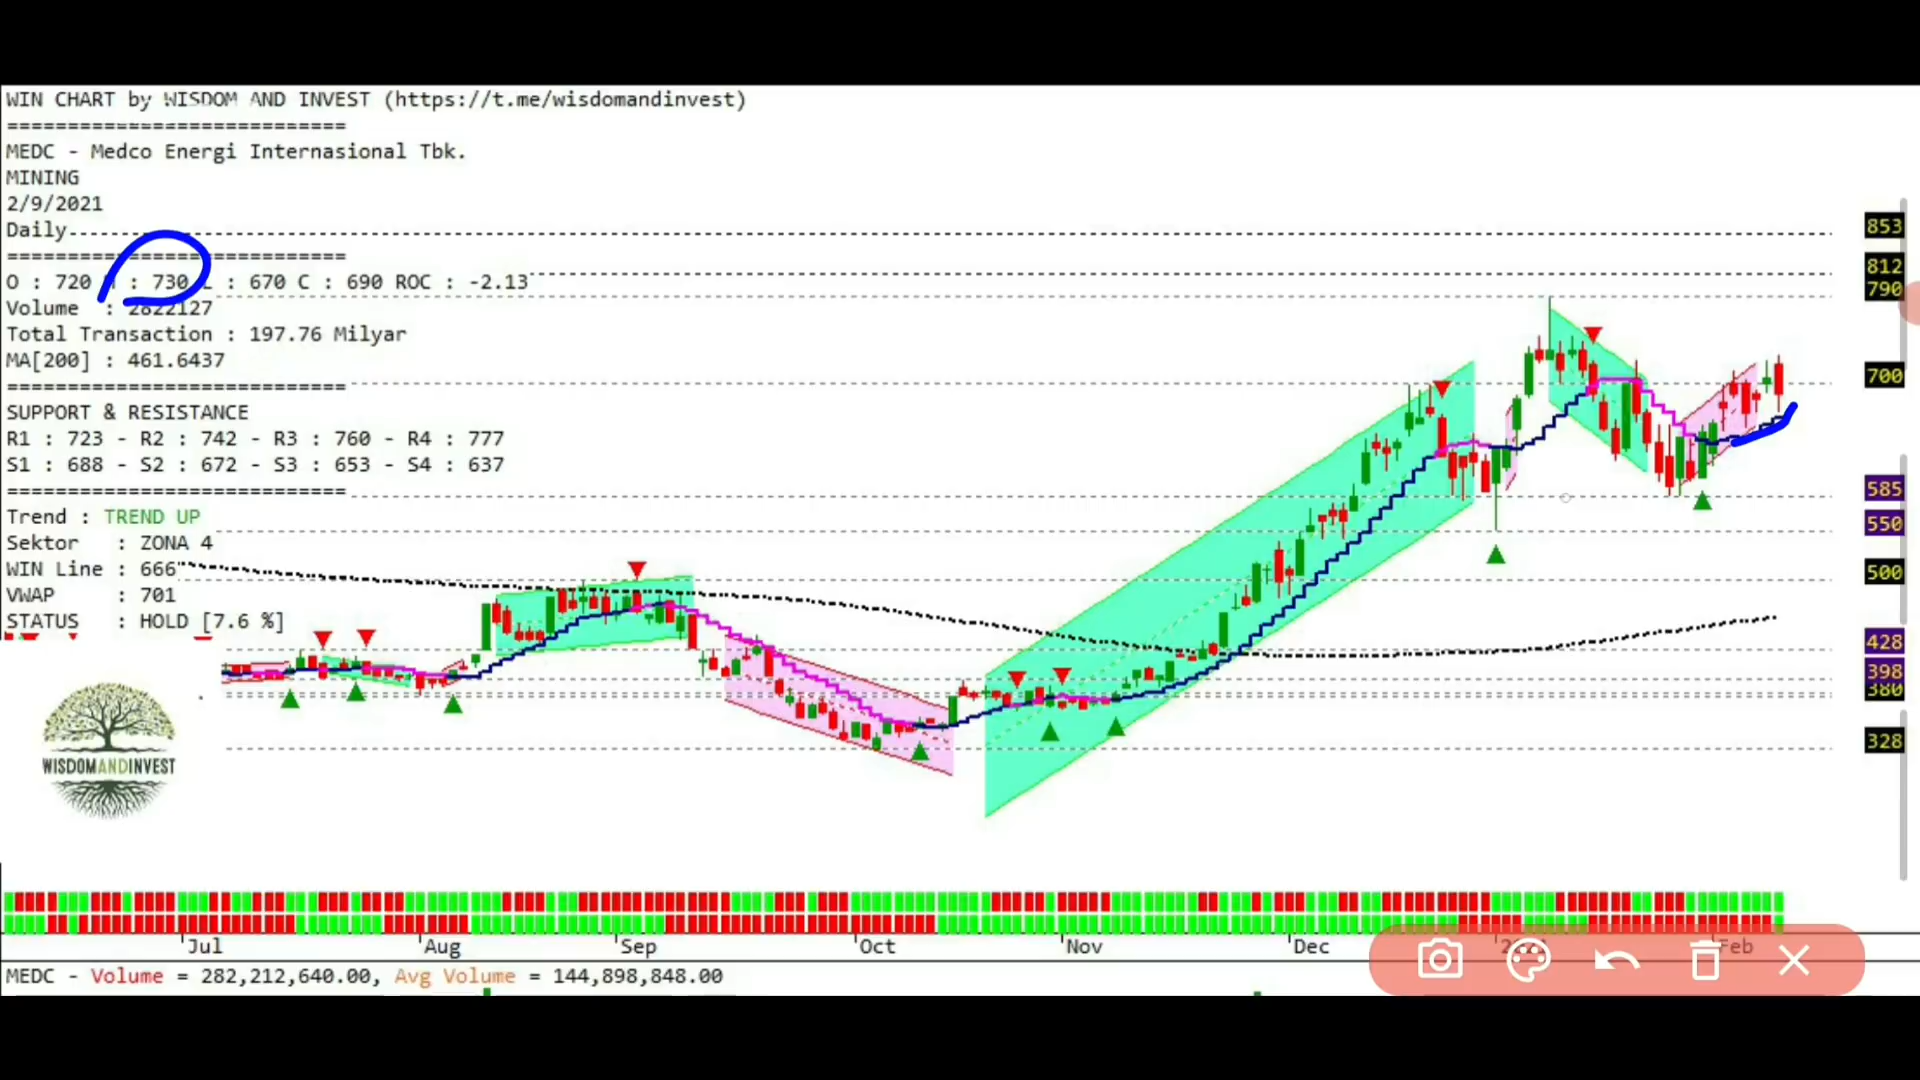 WIN CHART by WISDOM AND INVEST (https://t.me/wisdomandinvest)
============================
MEDC - Medco Energi Internasional Tbk.
MINING
2/9/2021
Daily
============================
O : 720 : 730 : 670 C : 690 ROC : -2.13
Volume : 2822127
Total Transaction : 197.76 Milyar
MA[200] : 461.6437
============================
SUPPORT & RESISTANCE
R1 : 723 - R2 : 742 - R3 : 760 - R4 : 777
S1 : 688 - S2 : 672 - S3 : 653 - S4 : 637
============================
Trend : TREND UP
Sektor : ZONA 4
WIN Line : 666
VWAP : 701
STATUS : HOLD [7.6 %]
853
812
790
700
585
550
500
428
398
380
328
WISDOMANDINVEST
Jul Aug Sep Oct Nov Dec Feb
MEDC - Volume = 282,212,640.00, Avg Volume = 144,898,848.00